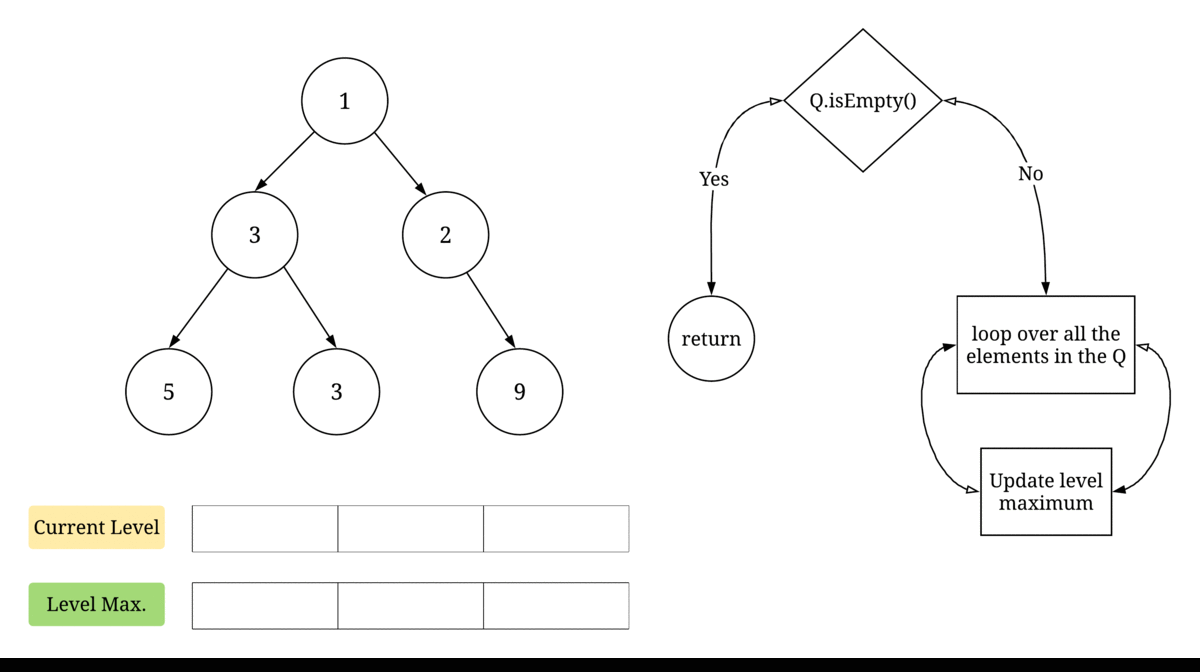 1
3
2
5
3
9
Current Level
Level Max.
Q.isEmpty()
Yes
No
return
loop over all the
elements in the Q
Update level
maximum